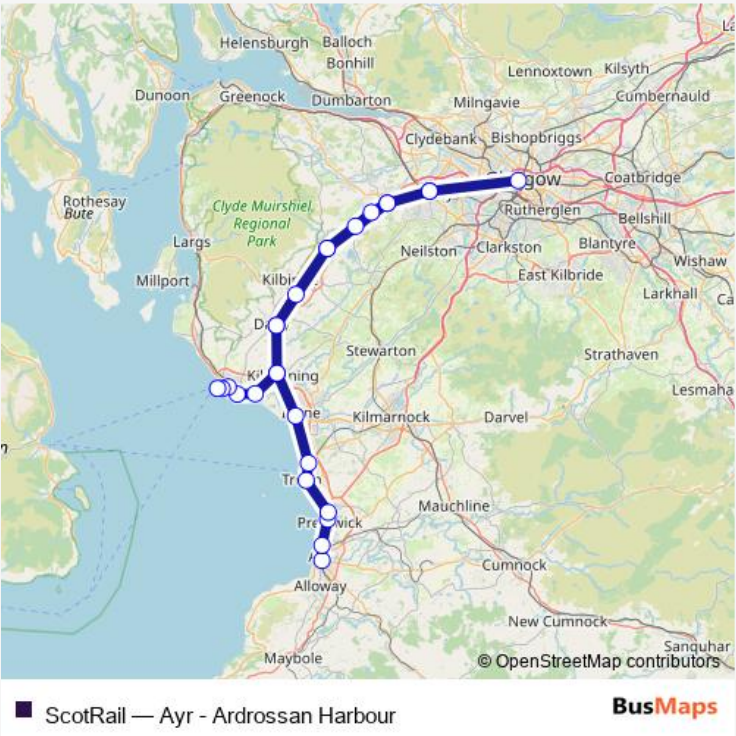 Helensburgh
Balloch
Bonhill
Lennoxtown
Kilsyth
Dunoon
Greenock
Dumbarton
Milngavie
Cumbernauld
Clydebank
Bishopbriggs
Coatbridge
Rothesay
Bute
Clyde Muirshiel
Regional
Park
Rutherglen
Bellshill
Largs
Neilston
Clarkston
Blantyre
Wishaw
Millport
East Kilbride
Larkhall
Stewarton
Strathaven
Lesmaha
Kilmarnock
Darvel
Mauchline
Cumnock
Alloway
New Cumnock
Sanquhar
Maybole
© OpenStreetMap contributors
ScotRail — Ayr - Ardrossan Harbour
BusMaps